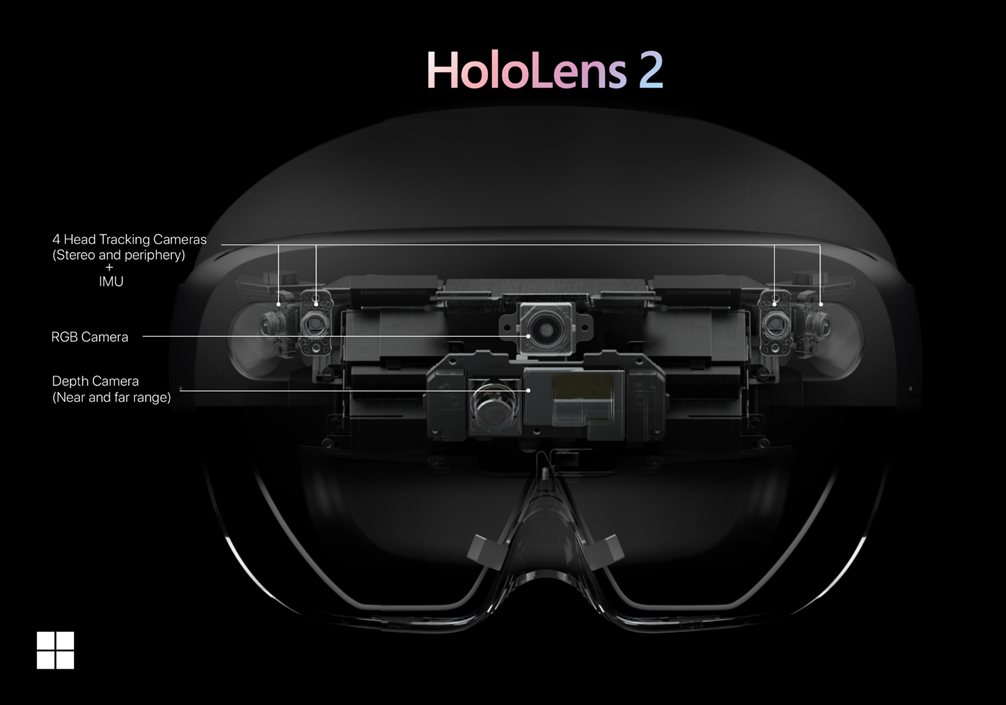 HoloLens 2
4 Head Tracking Cameras
(Stereo and periphery)
+
IMU
RGB Camera
Depth Camera
(Near and far range)